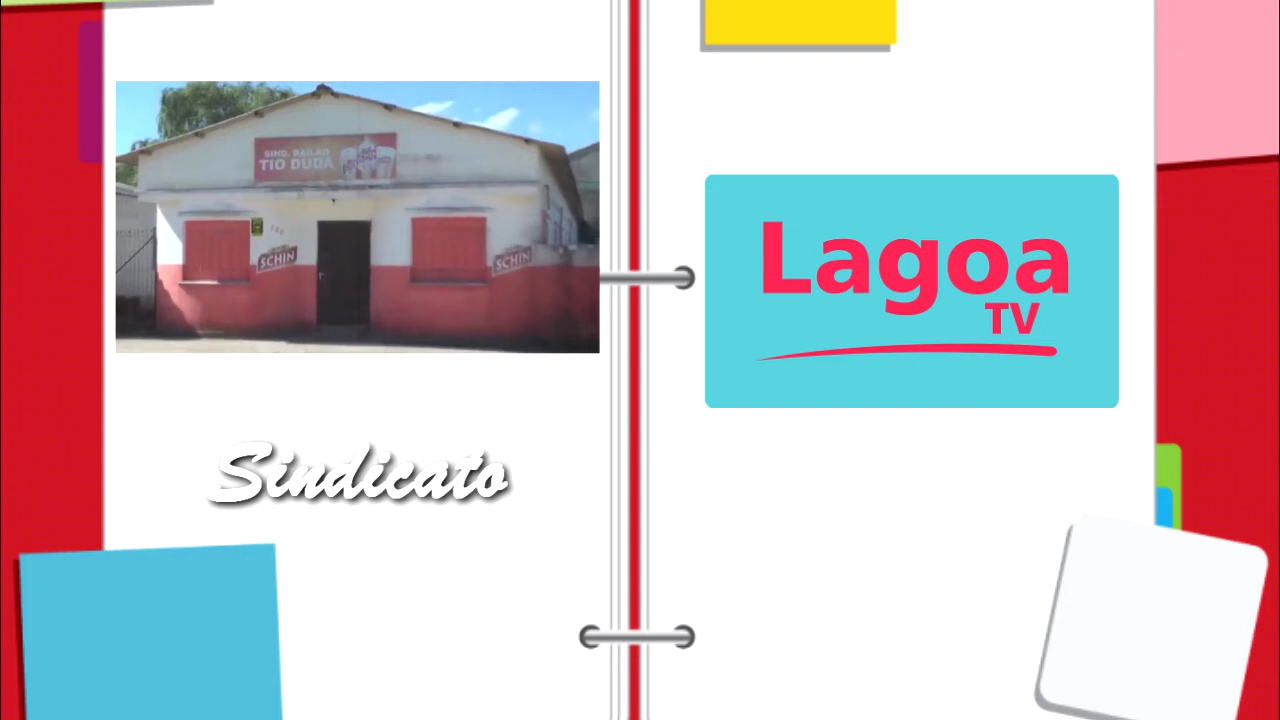 SIND. BAILÃO
TIO DUDA
SCHIN
SCHIN
Sindicato
Lagoa
TV